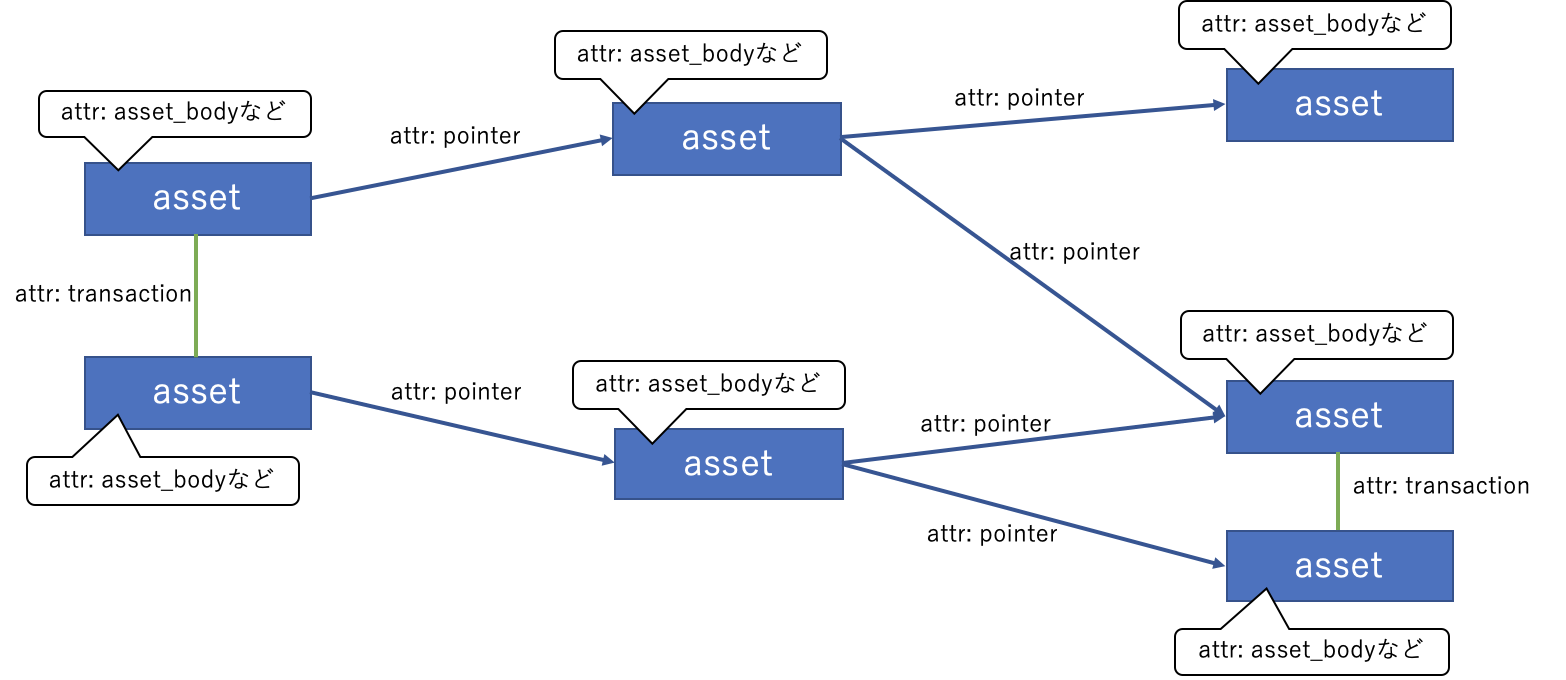 attr: asset_bodyなど
asset
attr: transaction
asset
attr: asset_bodyなど
attr: pointer
attr: pointer
attr: asset_bodyなど
asset
attr: asset_bodyなど
asset
attr: pointer
attr: pointer
attr: pointer
attr: pointer
attr: asset_bodyなど
asset
attr: asset_bodyなど
asset
attr: transaction
asset
attr: asset_bodyなど